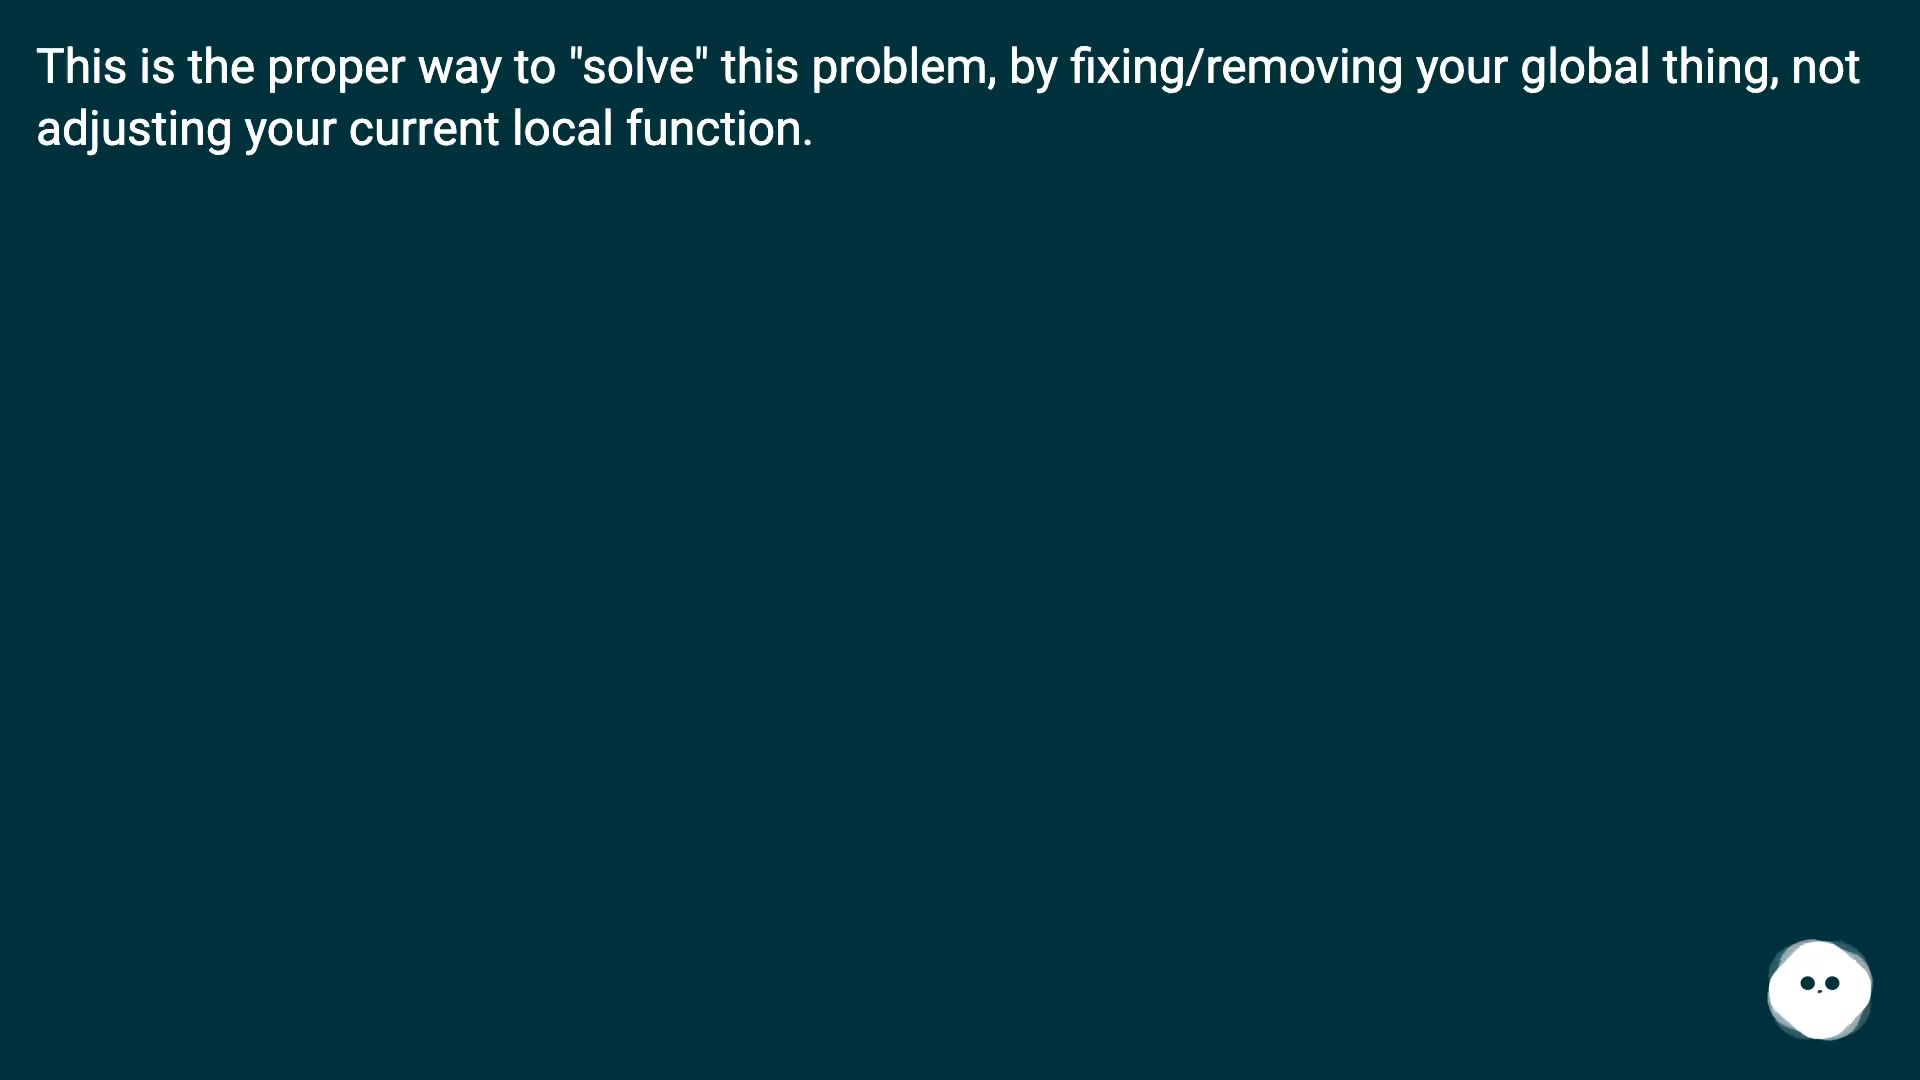 This is the proper way to "solve" this problem, by fixing/removing your global thing, not
adjusting your current local function.